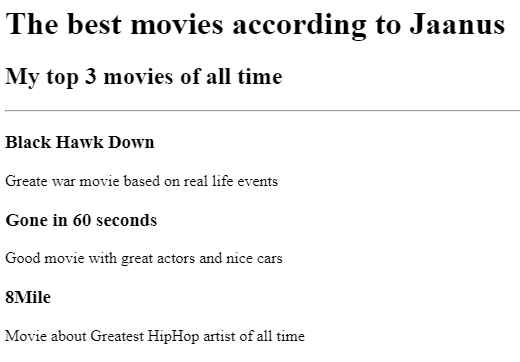 The best movies according to Jaanus
My top 3 movies of all time
Black Hawk Down
Greate war movie based on real life events
Gone in 60 seconds
Good movie with great actors and nice cars
8Mile
Movie about Greatest HipHop artist of all time